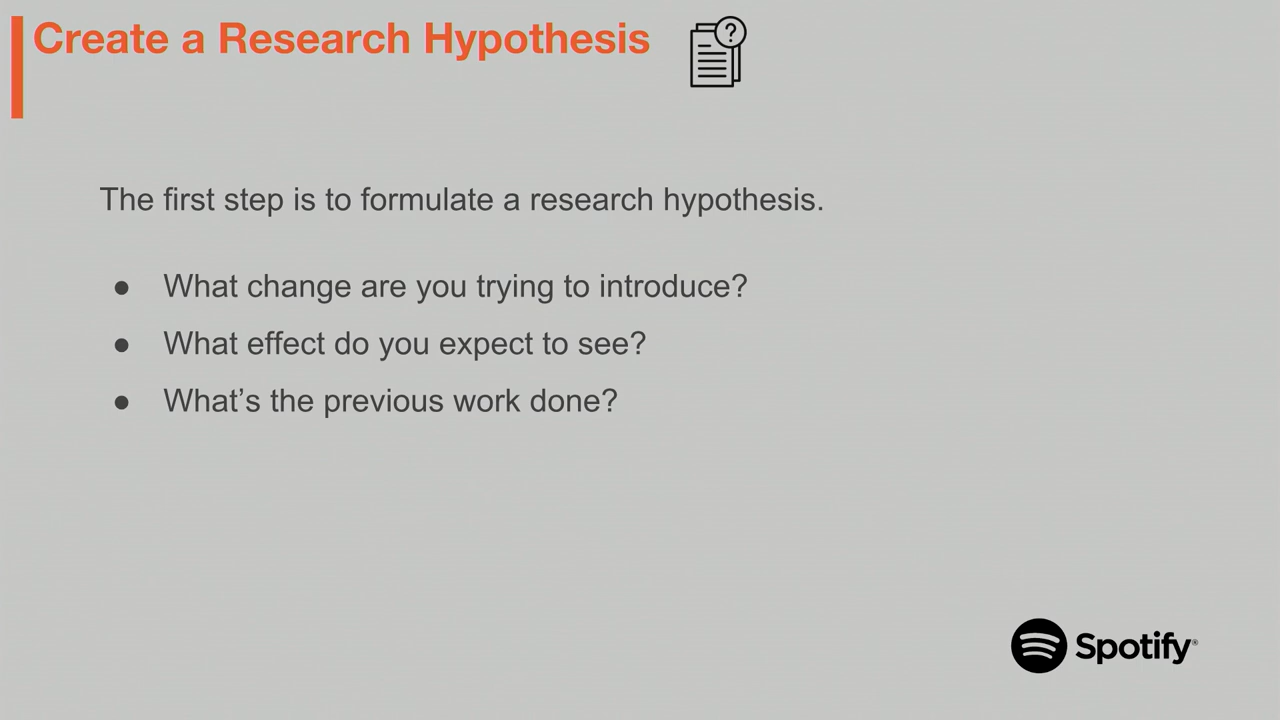 Create a Research Hypothesis
?
The first step is to formulate a research hypothesis.
● What change are you trying to introduce?
● What effect do you expect to see?
● What’s the previous work done?
Spotify®